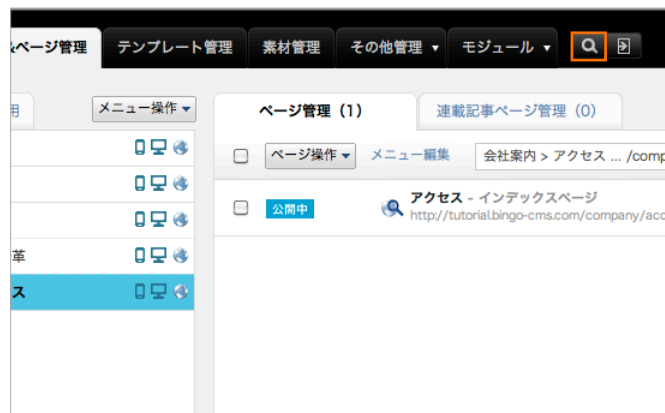 &ページ管理 テンプレート管理 素材管理 その他管理 ▼ モジュール ▼
用 メニュー操作 ▼ ページ管理（1） 連載記事ページ管理（0）
ページ操作 ▼ メニュー編集 会社案内 > アクセス ... /comp
公開中 アクセス - インデックスページ
http://tutorial.bingo-cms.com/company/acc
革
ス